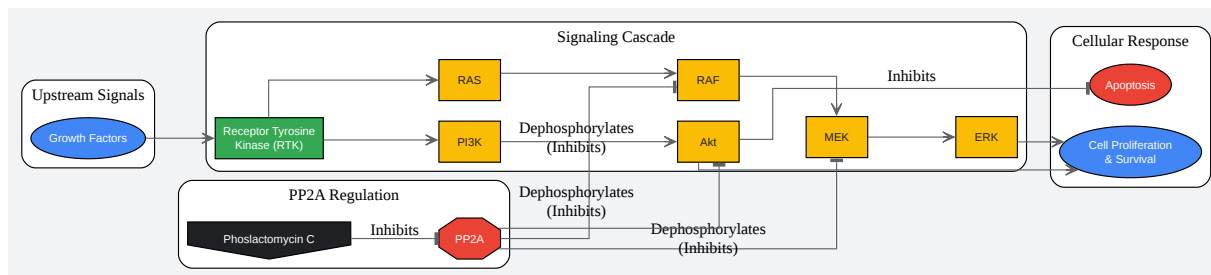 Signaling Cascade
Cellular Response
Upstream Signals
Growth Factors
Receptor Tyrosine
Kinase (RTK)
RAS
RAF
PI3K
Dephosphorylates
(Inhibits)
Akt
MEK
ERK
Inhibits
Apoptosis
Cell Proliferation
& Survival
PP2A Regulation
Phoslactomycin C
Inhibits
PP2A
Dephosphorylates
(Inhibits)
Dephosphorylates
(Inhibits)